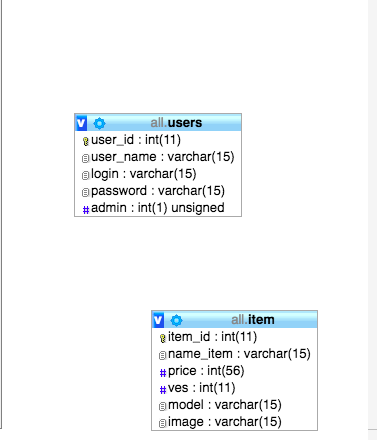 v all.users
user_id : int(11)
user_name : varchar(15)
login : varchar(15)
password : varchar(15)
# admin : int(1) unsigned
v all.item
item_id : int(11)
name_item : varchar(15)
# price : int(56)
# ves : int(11)
model : varchar(15)
image : varchar(15)